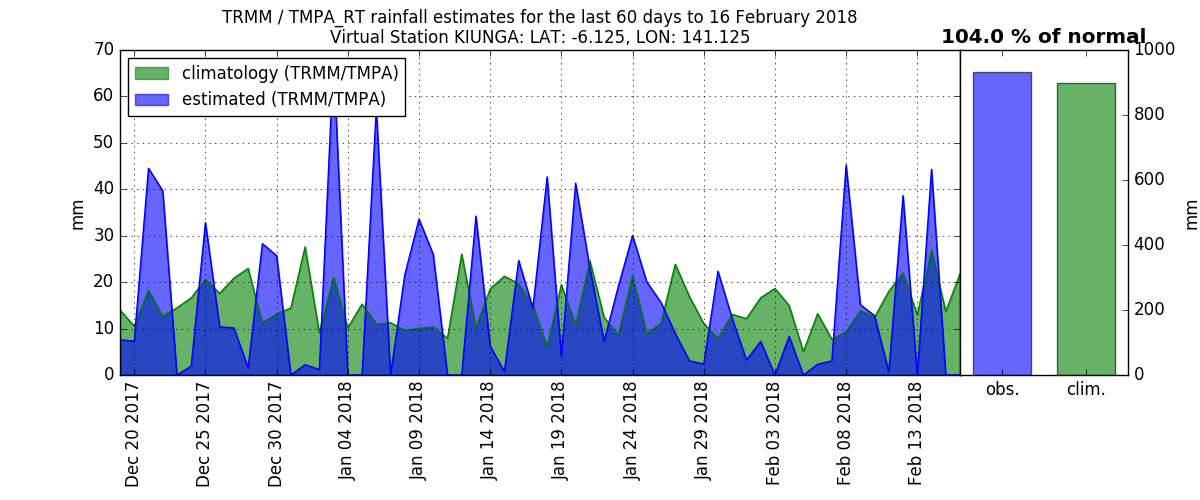 TRMM / TMPA_RT rainfall estimates for the last 60 days to 16 February 2018
Virtual Station KIUNGA: LAT: -6.125, LON: 141.125
104.0 % of normal
climatology (TRMM/TMPA)
estimated (TRMM/TMPA)
70
60
50
40
30
20
10
0
mm
1000
800
600
400
200
0
mm
obs.
clim.
Dec 20 2017
Dec 25 2017
Dec 30 2017
Jan 04 2018
Jan 09 2018
Jan 14 2018
Jan 19 2018
Jan 24 2018
Jan 29 2018
Feb 03 2018
Feb 08 2018
Feb 13 2018